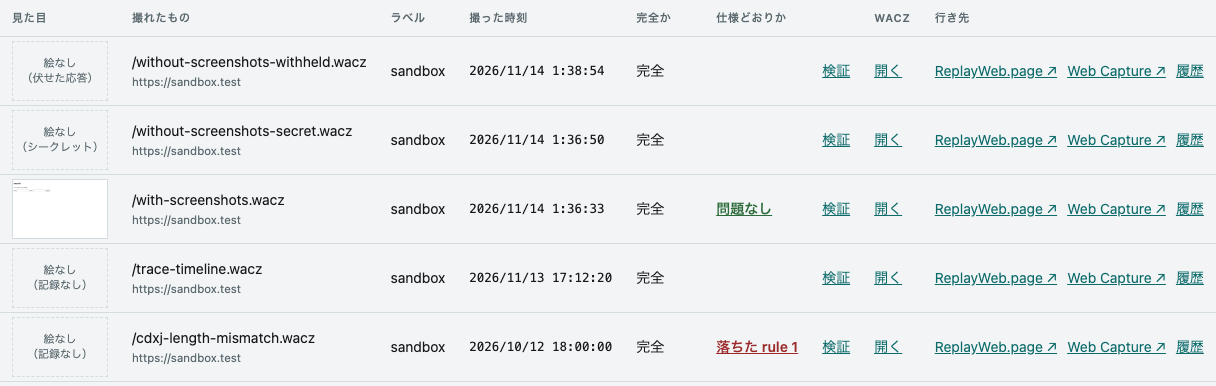 見た目 撮れたもの ラベル 撮った時刻 完全か 仕様どおりか WACZ 行き先
絵なし
(伏せた応答)
/without-screenshots-withheld.wacz
https://sandbox.test
sandbox 2026/11/14 1:38:54 完全 検証 開く ReplayWeb.page ↗ Web Capture ↗ 履歴
絵なし
(シークレット)
/without-screenshots-secret.wacz
https://sandbox.test
sandbox 2026/11/14 1:36:50 完全 検証 開く ReplayWeb.page ↗ Web Capture ↗ 履歴
/with-screenshots.wacz
https://sandbox.test
sandbox 2026/11/14 1:36:33 完全 問題なし 検証 開く ReplayWeb.page ↗ Web Capture ↗ 履歴
絵なし
(記録なし)
/trace-timeline.wacz
https://sandbox.test
sandbox 2026/11/13 17:12:20 完全 検証 開く ReplayWeb.page ↗ Web Capture ↗ 履歴
絵なし
(記録なし)
/cdxj-length-mismatch.wacz
https://sandbox.test
sandbox 2026/10/12 18:00:00 完全 落ちた rule 1 検証 開く ReplayWeb.page ↗ Web Capture ↗ 履歴